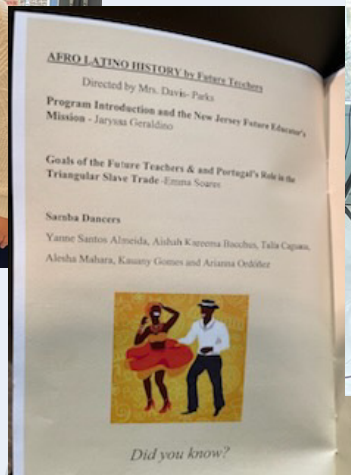 AFRO LATINO HISTORY by Future Teachers
Directed by Mrs. Davis- Parks
Program Introduction and the New Jersey Future Educator's
Mission - Jaryssa Geraldino
Goals of the Future Teachers & and Portugal's Role in the
Triangular Slave Trade -Emma Soares
Samba Dancers
Yanne Santos Almeida, Aishah Kareema Bacchus, Talia
Alesha Mahara, Kauany Gomes and Arianna Ordóñez
Did you know?